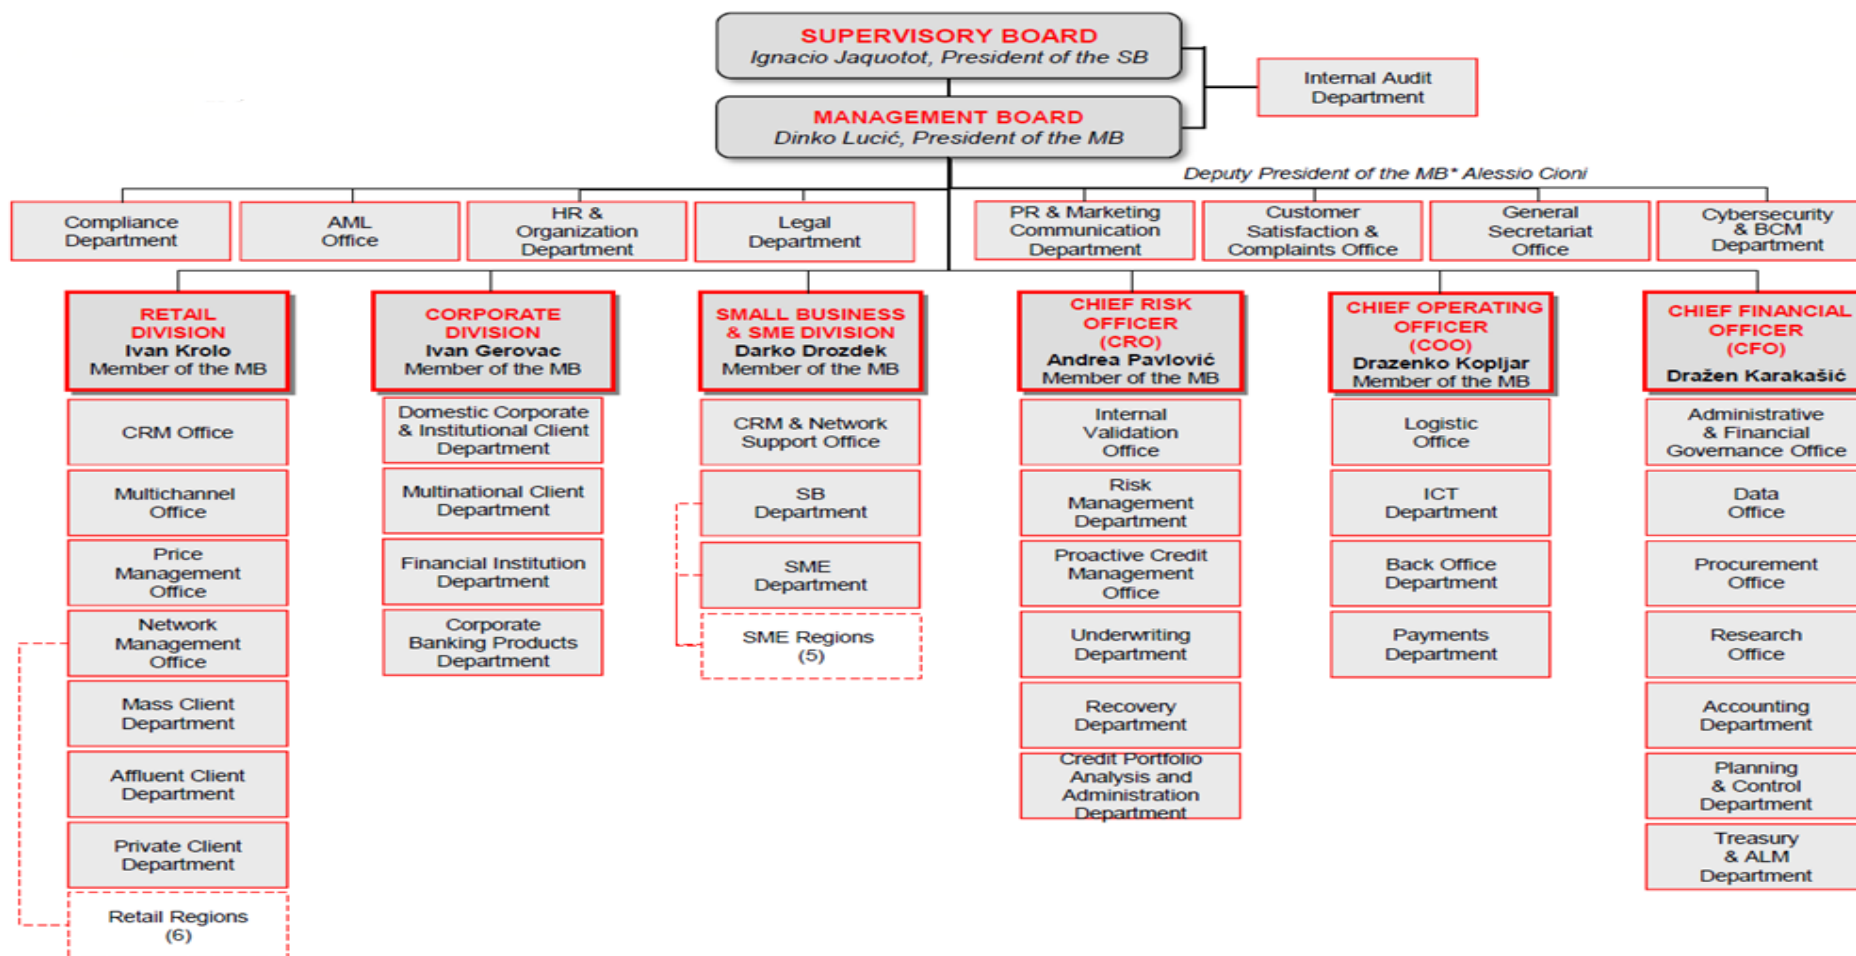 SUPERVISORY BOARD
Ignacio Jaquotot, President of the SB
Internal Audit
Department
MANAGEMENT BOARD
Dinko Lucić, President of the MB
Deputy President of the MB* Alessio Cioni
Compliance
Department
AML
Office
HR &
Organization
Department
Legal
Department
PR & Marketing
Communication
Department
Customer
Satisfaction &
Complaints Office
General
Secretariat
Office
Cybersecurity
& BCM
Department
RETAIL
DIVISION
Ivan Krolo
Member of the MB
CRM Office
Multichannel
Office
Price
Management
Office
Network
Management
Office
Mass Client
Department
Affluent Client
Department
Private Client
Department
Retail Regions
(6)
CORPORATE
DIVISION
Ivan Gerovac
Member of the MB
Domestic Corporate
& Institutional Client
Department
Multinational Client
Department
Financial Institution
Department
Corporate
Banking Products
Department
SMALL BUSINESS
& SME DIVISION
Darko Drozdek
Member of the MB
CRM & Network
Support Office
SB
Department
SME
Department
SME Regions
(5)
CHIEF RISK
OFFICER
(CRO)
Andrea Pavlović
Member of the MB
Internal
Validation
Office
Risk
Management
Department
Proactive Credit
Management
Office
Underwriting
Department
Recovery
Department
Credit Portfolio
Analysis and
Administration
Department
CHIEF OPERATING
OFFICER
(COO)
Drazenko Kopljar
Member of the MB
Logistic
Office
ICT
Department
Back Office
Department
Payments
Department
CHIEF FINANCIAL
OFFICER
(CFO)
Dražen Karakašić
Administrative
& Financial
Governance Office
Data
Office
Procurement
Office
Research
Office
Accounting
Department
Planning
& Control
Department
Treasury
& ALM
Department